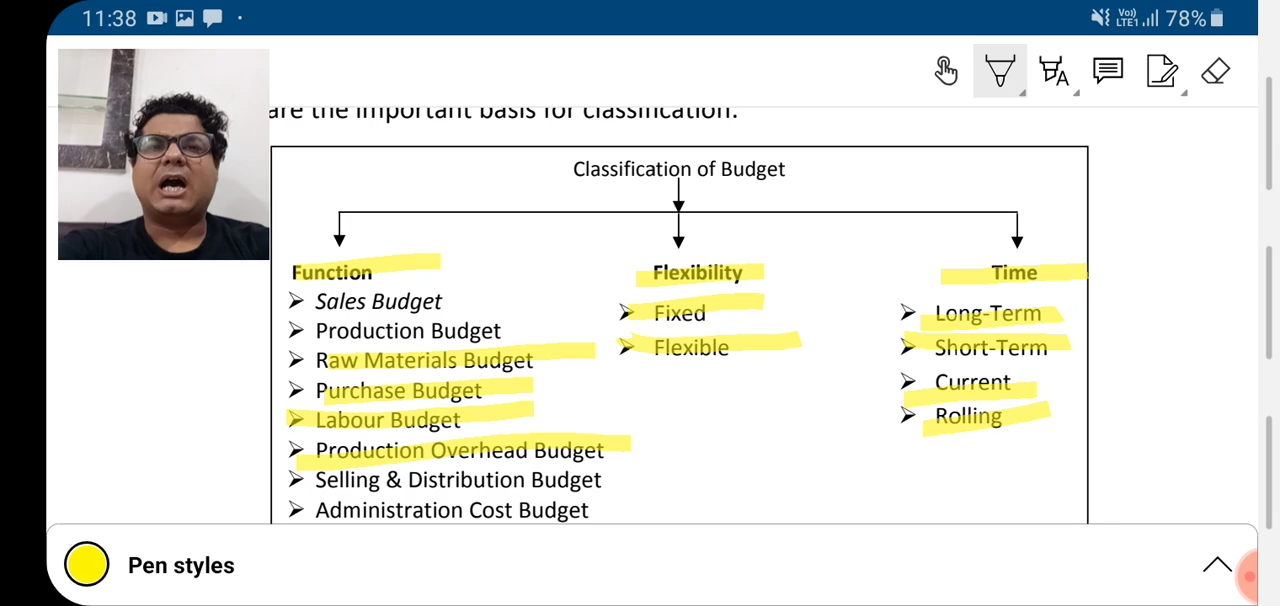 11:38
Vo)) LTE1 78%
are the important basis for classification.
Classification of Budget
Function
Flexibility
Time
Sales Budget
Production Budget
Raw Materials Budget
Purchase Budget
Labour Budget
Production Overhead Budget
Selling & Distribution Budget
Administration Cost Budget
Fixed
Flexible
Long-Term
Short-Term
Current
Rolling
Pen styles